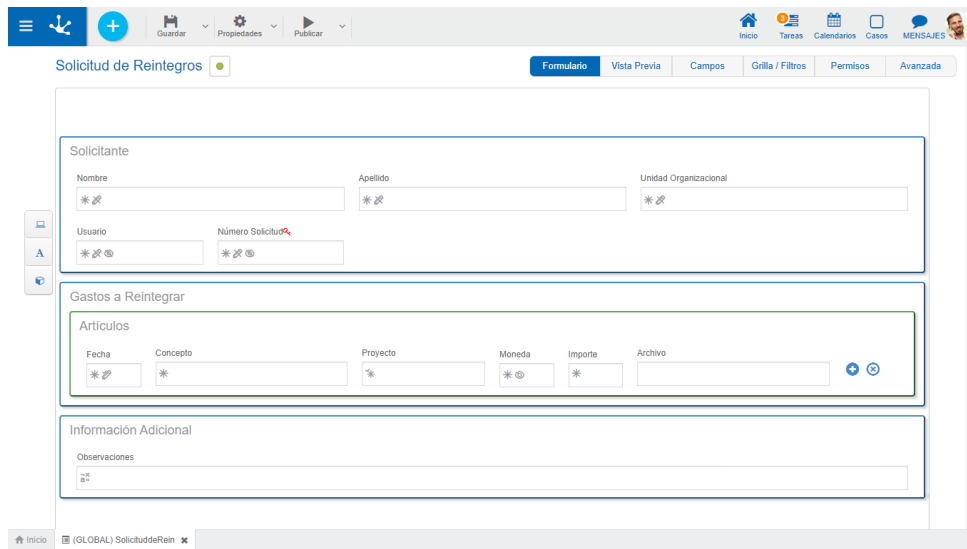 Guardar Propiedades Publicar
Inicio 3 Tareas Calendarios Casos MENSAJES
Solicitud de Reintegros
Formulario Vista Previa Campos Grilla / Filtros Permisos Avanzada
Solicitante
Nombre Apellido Unidad Organizacional
Usuario Número Solicitud
A
Gastos a Reintegrar
Artículos
Fecha Concepto Proyecto Moneda Importe Archivo
Información Adicional
Observaciones
Inicio (GLOBAL) SolicituddeRein